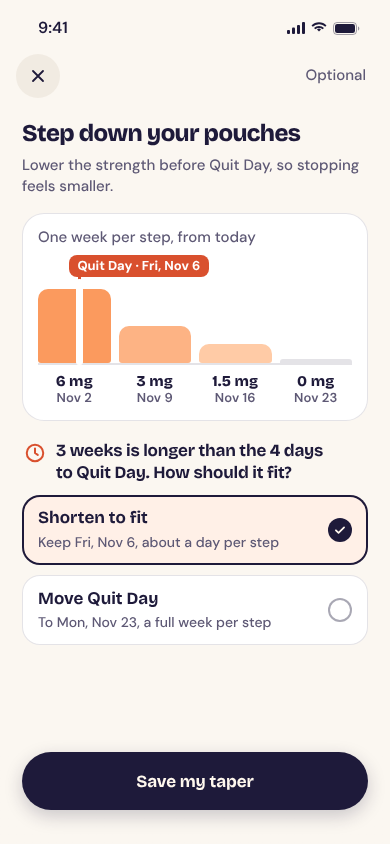 9:41
Optional
Step down your pouches
Lower the strength before Quit Day, so stopping
feels smaller.
One week per step, from today
Quit Day · Fri, Nov 6
6 mg
Nov 2
3 mg
Nov 9
1.5 mg
Nov 16
0 mg
Nov 23
3 weeks is longer than the 4 days
to Quit Day. How should it fit?
Shorten to fit
Keep Fri, Nov 6, about a day per step
Move Quit Day
To Mon, Nov 23, a full week per step
Save my taper